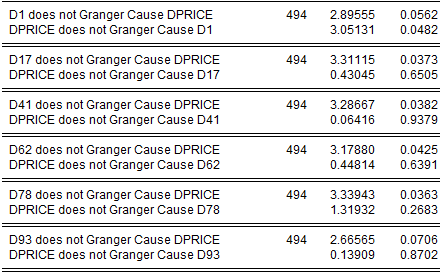 D1 does not Granger Cause DPRICE 494 2.89555 0.0562
DPRICE does not Granger Cause D1 3.05131 0.0482
D17 does not Granger Cause DPRICE 494 3.31115 0.0373
DPRICE does not Granger Cause D17 0.43045 0.6505
D41 does not Granger Cause DPRICE 494 3.28667 0.0382
DPRICE does not Granger Cause D41 0.06416 0.9379
D62 does not Granger Cause DPRICE 494 3.17880 0.0425
DPRICE does not Granger Cause D62 0.44814 0.6391
D78 does not Granger Cause DPRICE 494 3.33943 0.0363
DPRICE does not Granger Cause D78 1.31932 0.2683
D93 does not Granger Cause DPRICE 494 2.66565 0.0706
DPRICE does not Granger Cause D93 0.13909 0.8702